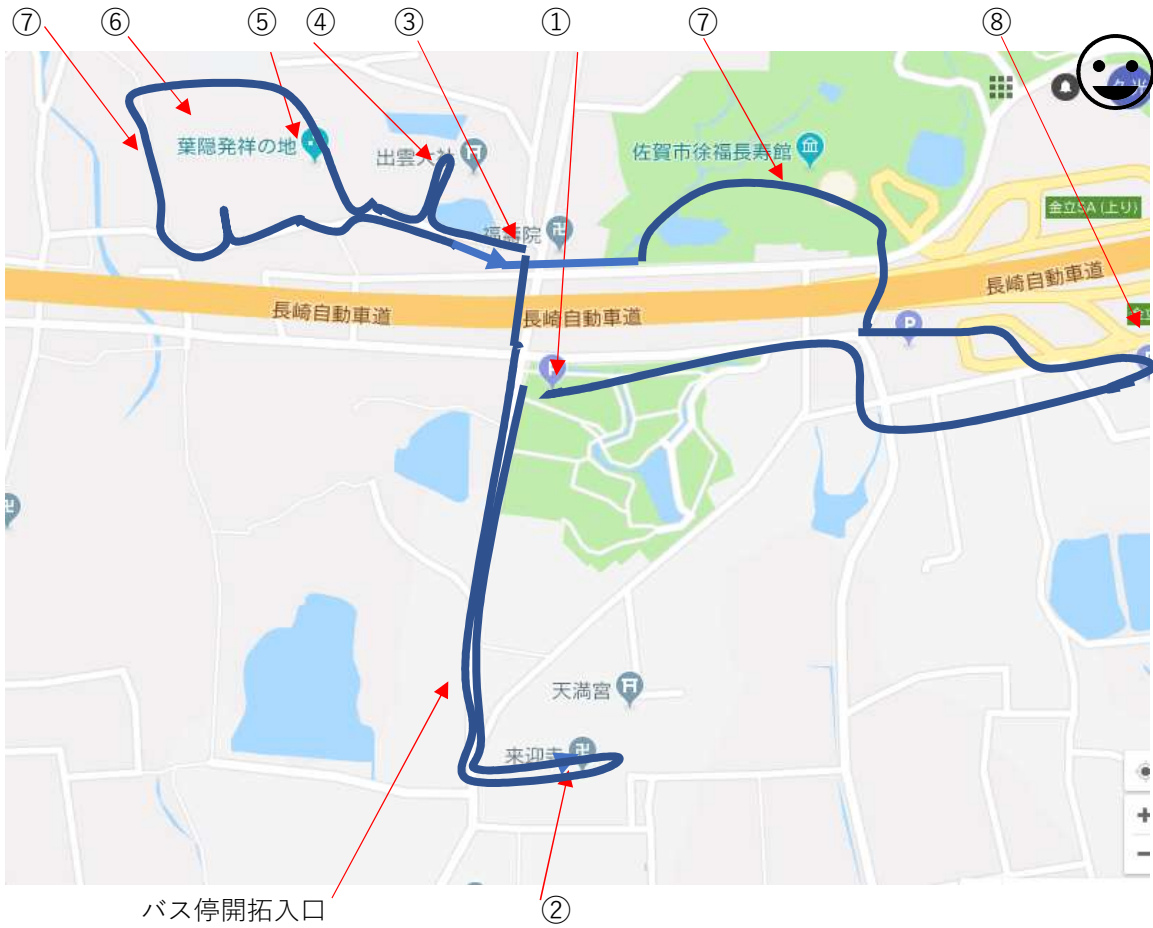 ⑦ ⑥ ⑤ ④ ③ ① ⑦ ⑧
葉隠発祥の地
出雲大社
佐賀市徐福長寿館
金立SA (上り)
福壽院
長崎自動車道
長崎自動車道
長崎自動車道
P
天満宮
来迎寺
バス停開拓入口
②